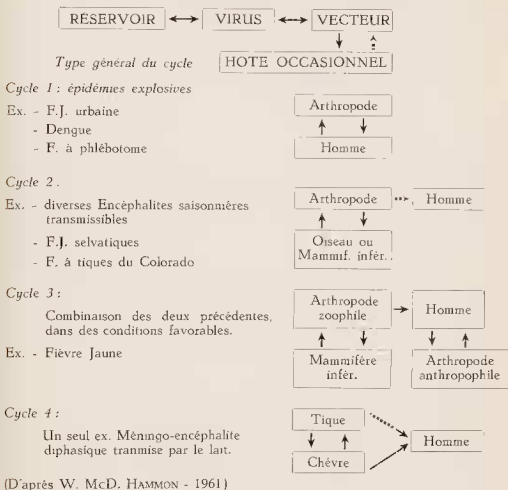 RÉSERVOIR VIRUS VECTEUR
Type général du cycle HOTE OCCASIONNEL
Cycle 1 : épidémies explosives
Ex. - F.J. urbaine
- Dengue
- F. à phlébotome
Arthropode
Homme
Cycle 2.
Ex. - diverses Encéphalites saisonnières
transmissibles
- F.J. selvatiques
- F. à tiques du Colorado
Arthropode Homme
Oiseau ou
Mammif. infér..
Cycle 3 :
Combinaison des deux précédentes,
dans des conditions favorables.
Ex. - Fièvre Jaune
Arthropode
zoophile
Homme
Mammifère
infér.
Arthropode
anthropophile
Cycle 4 :
Un seul ex. Méningo-encéphalite
diphasique tranmise par le lait.
Tique
Homme
Chèvre
(D'après W. McD. HAMMON - 1961)